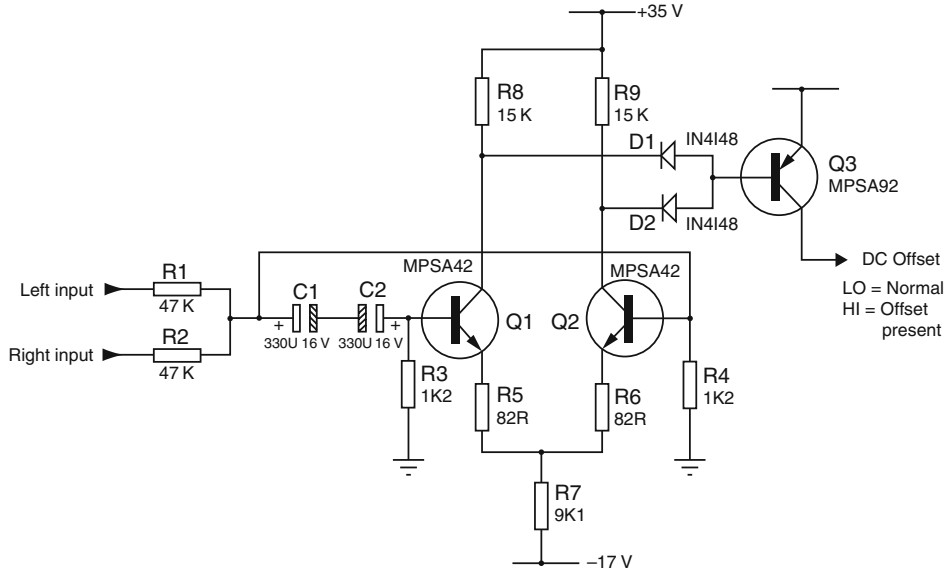 +35 V
R8
15 K
R9
15 K
D1
IN4I48
Q3
MPSA92
D2
IN4I48
DC Offset
LO = Normal
HI = Offset
present
MPSA42
MPSA42
R1
Left input
47 K
C1
C2
Q1
Q2
+
+
330U 16 V
330U 16 V
Right input
R2
47 K
R3
1K2
R4
1K2
R5
82R
R6
82R
R7
9K1
–17 V